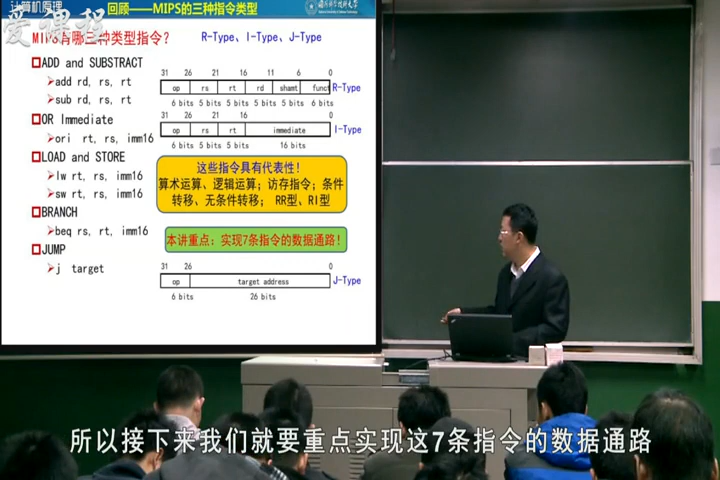 计算机原理
回顾——MIPS的三种指令类型
爱课程
MIPS有哪三种类型指令？
R-Type、I-Type、J-Type
ADD and SUBSTRACT
add rd, rs, rt
sub rd, rs, rt
31 26 21 16 11 6 0
op rs rt rd shamt funct R-Type
6 bits 5 bits 5 bits 5 bits 5 bits 6 bits
OR Immediate
ori rt, rs, imm16
31 26 21 16 0
op rs rt immediate I-Type
6 bits 5 bits 5 bits 16 bits
LOAD and STORE
lw rt, rs, imm16
sw rt, rs, imm16
这些指令具有代表性！
算术运算、逻辑运算；访存指令；条件
转移、无条件转移； RR型、RI型
BRANCH
beq rs, rt, imm16
本讲重点：实现7条指令的数据通路！
JUMP
j target
31 26 0
op target address J-Type
6 bits 26 bits
所以接下来我们就要重点实现这7条指令的数据通路